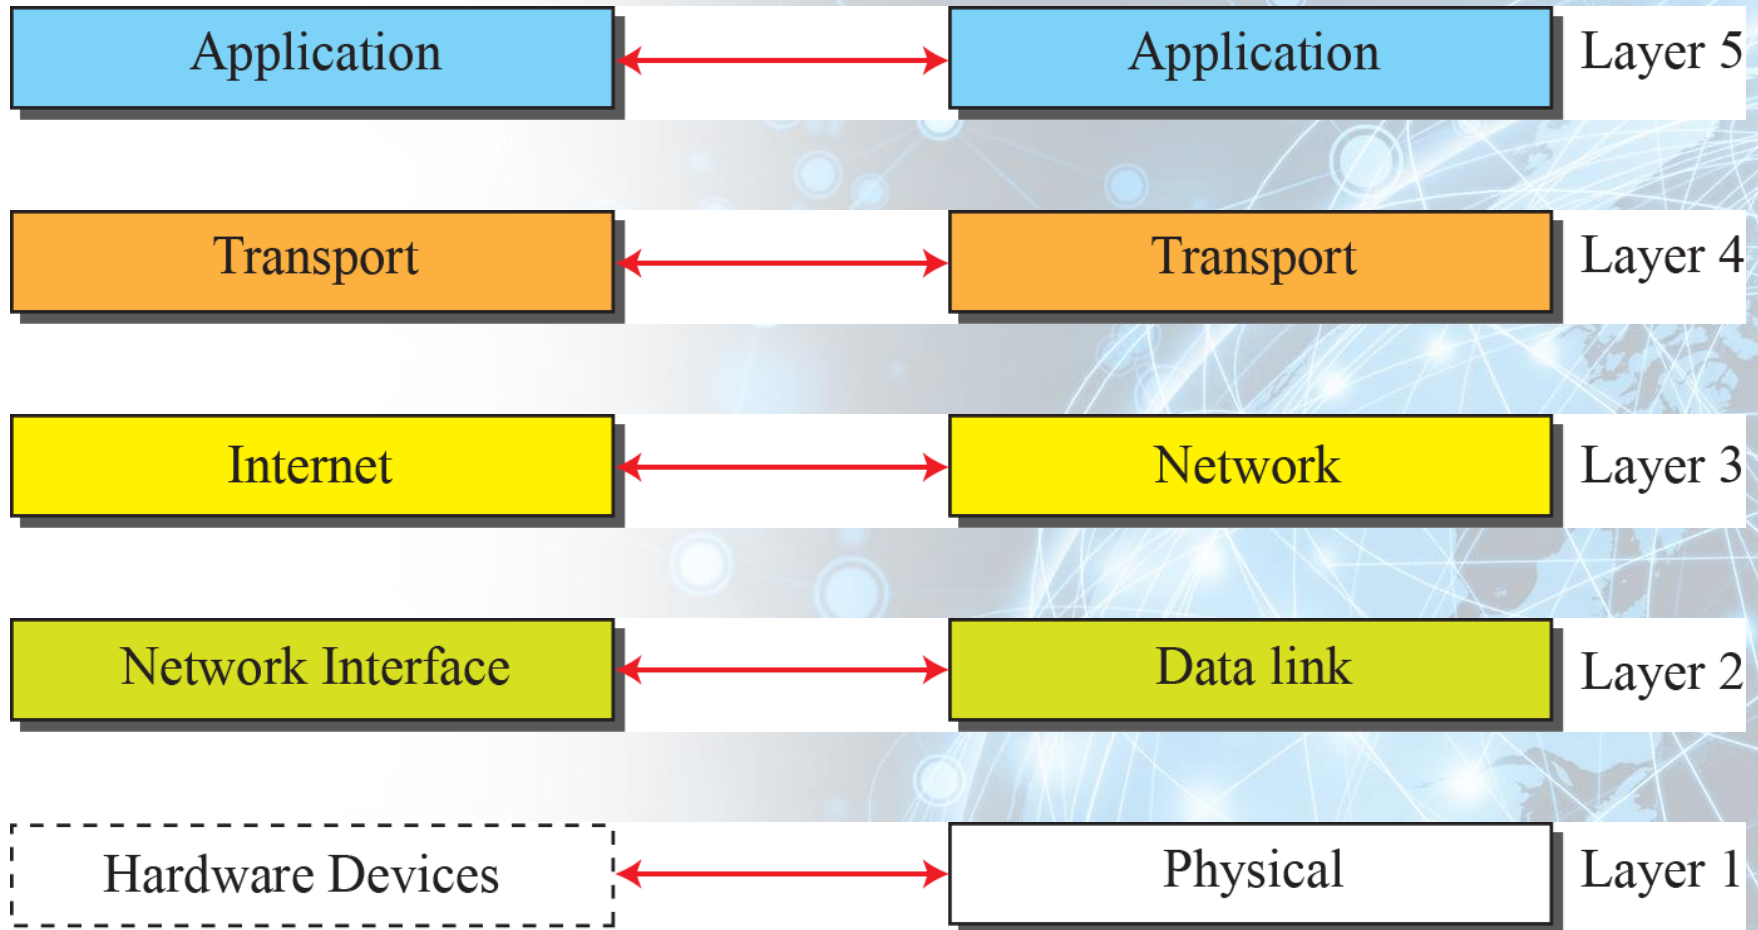 Application Application Layer 5
Transport Transport Layer 4
Internet Network Layer 3
Network Interface Data link Layer 2
Hardware Devices Physical Layer 1